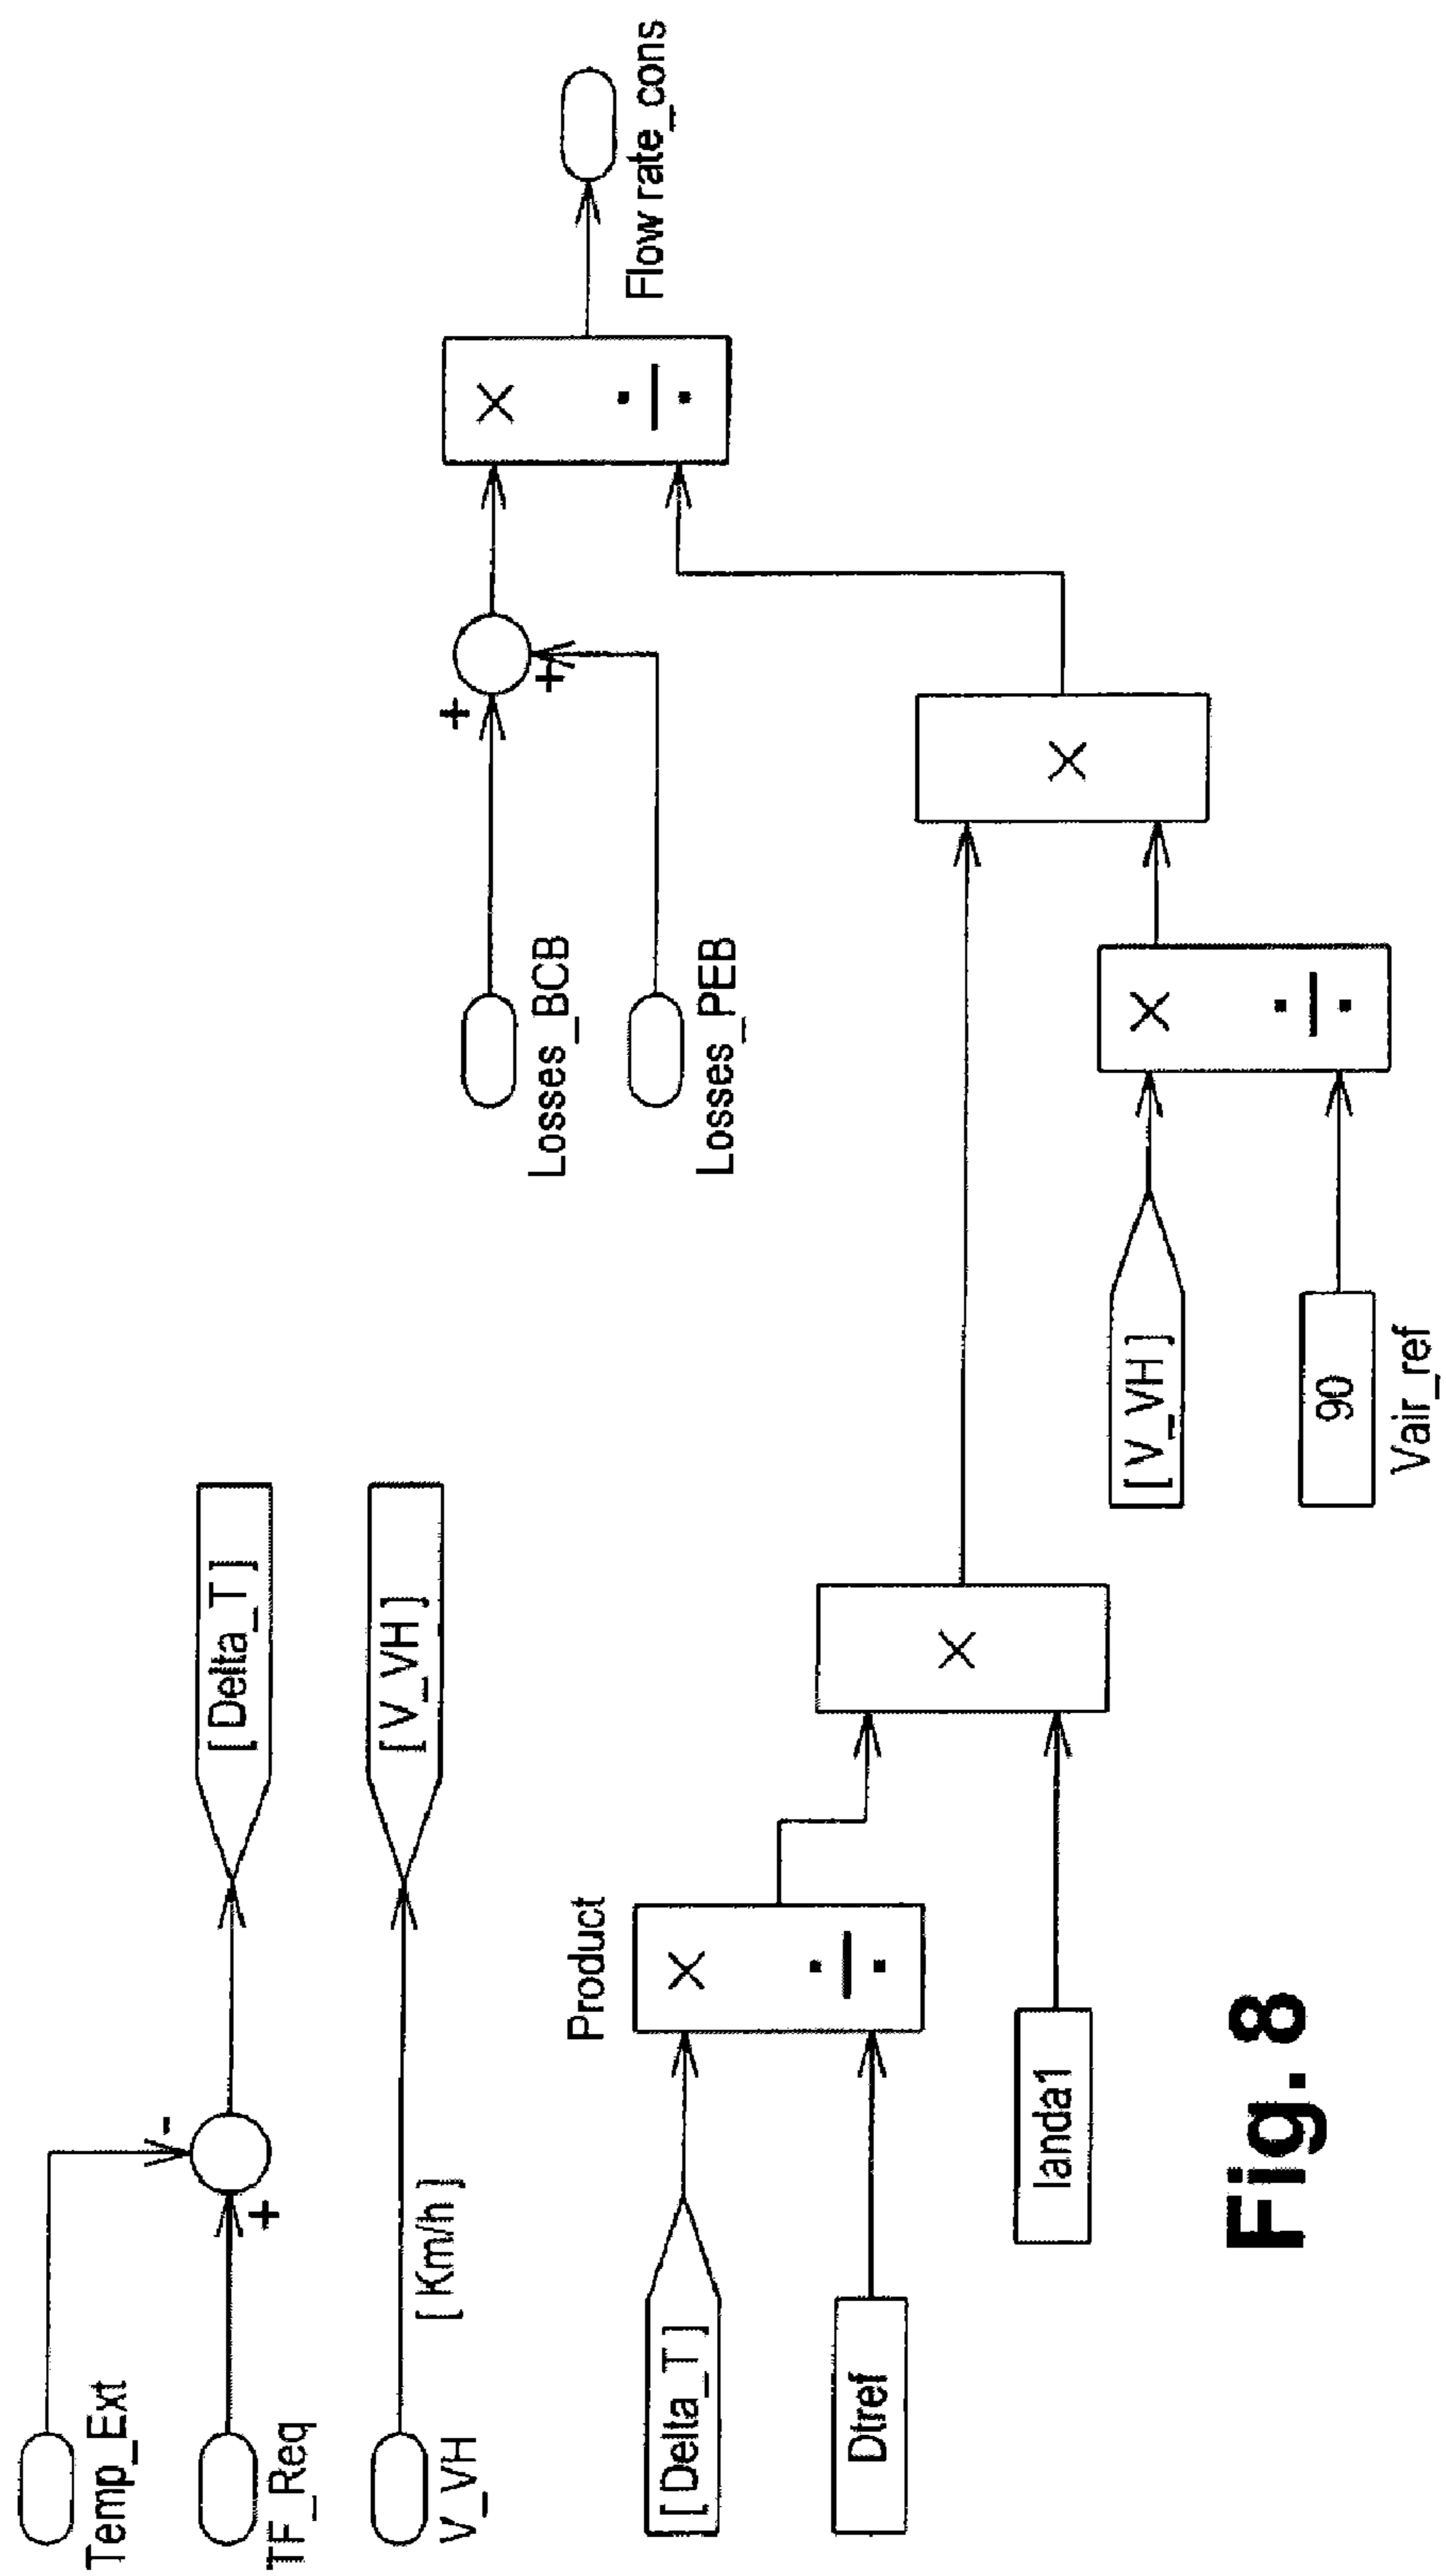 Temp_Ext
-
TF_Req
+
[ Delta_T ]
V_VH
[ Km/h ]
[ V_VH ]
Losses_BCB
+
+
Losses_PEB
×
÷
Flow rate_cons
Product
[ Delta_T ]
Dtref
×
÷
landa1
×
×
[ V_VH ]
90
Vair_ref
×
÷
Fig. 8